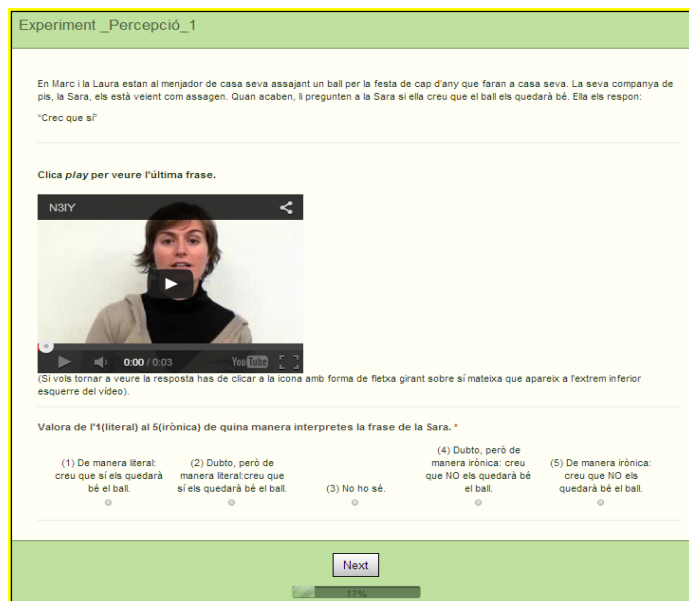 Experiment _Percepció_1
En Marc i la Laura estan al menjador de casa seva assajant un ball per la festa de cap d'any que faran a casa seva. La seva companya de
pis, la Sara, els està veient com assagen. Quan acaben, li pregunten a la Sara si ella creu que el ball els quedarà bé. Ella els respon:
"Crec que sí"
Clica play per veure l'última frase.
N3IY
0:00 / 0:03
YouTube
(Si vols tornar a veure la resposta has de clicar a la icona amb forma de fletxa girant sobre sí mateixa que apareix a l'extrem inferior
esquerre del vídeo).
Valora de l'1(literal) al 5(irònica) de quina manera interpretes la frase de la Sara. *
(1) De manera literal:
creu que sí els quedarà
bé el ball.
(2) Dubto, però de
manera literal:creu que
sí els quedarà bé el ball.
(3) No ho sé.
(4) Dubto, però de
manera irònica: creu
que NO els quedarà bé
el ball.
(5) De manera irònica:
creu que NO els
quedarà bé el ball.
Next
17%